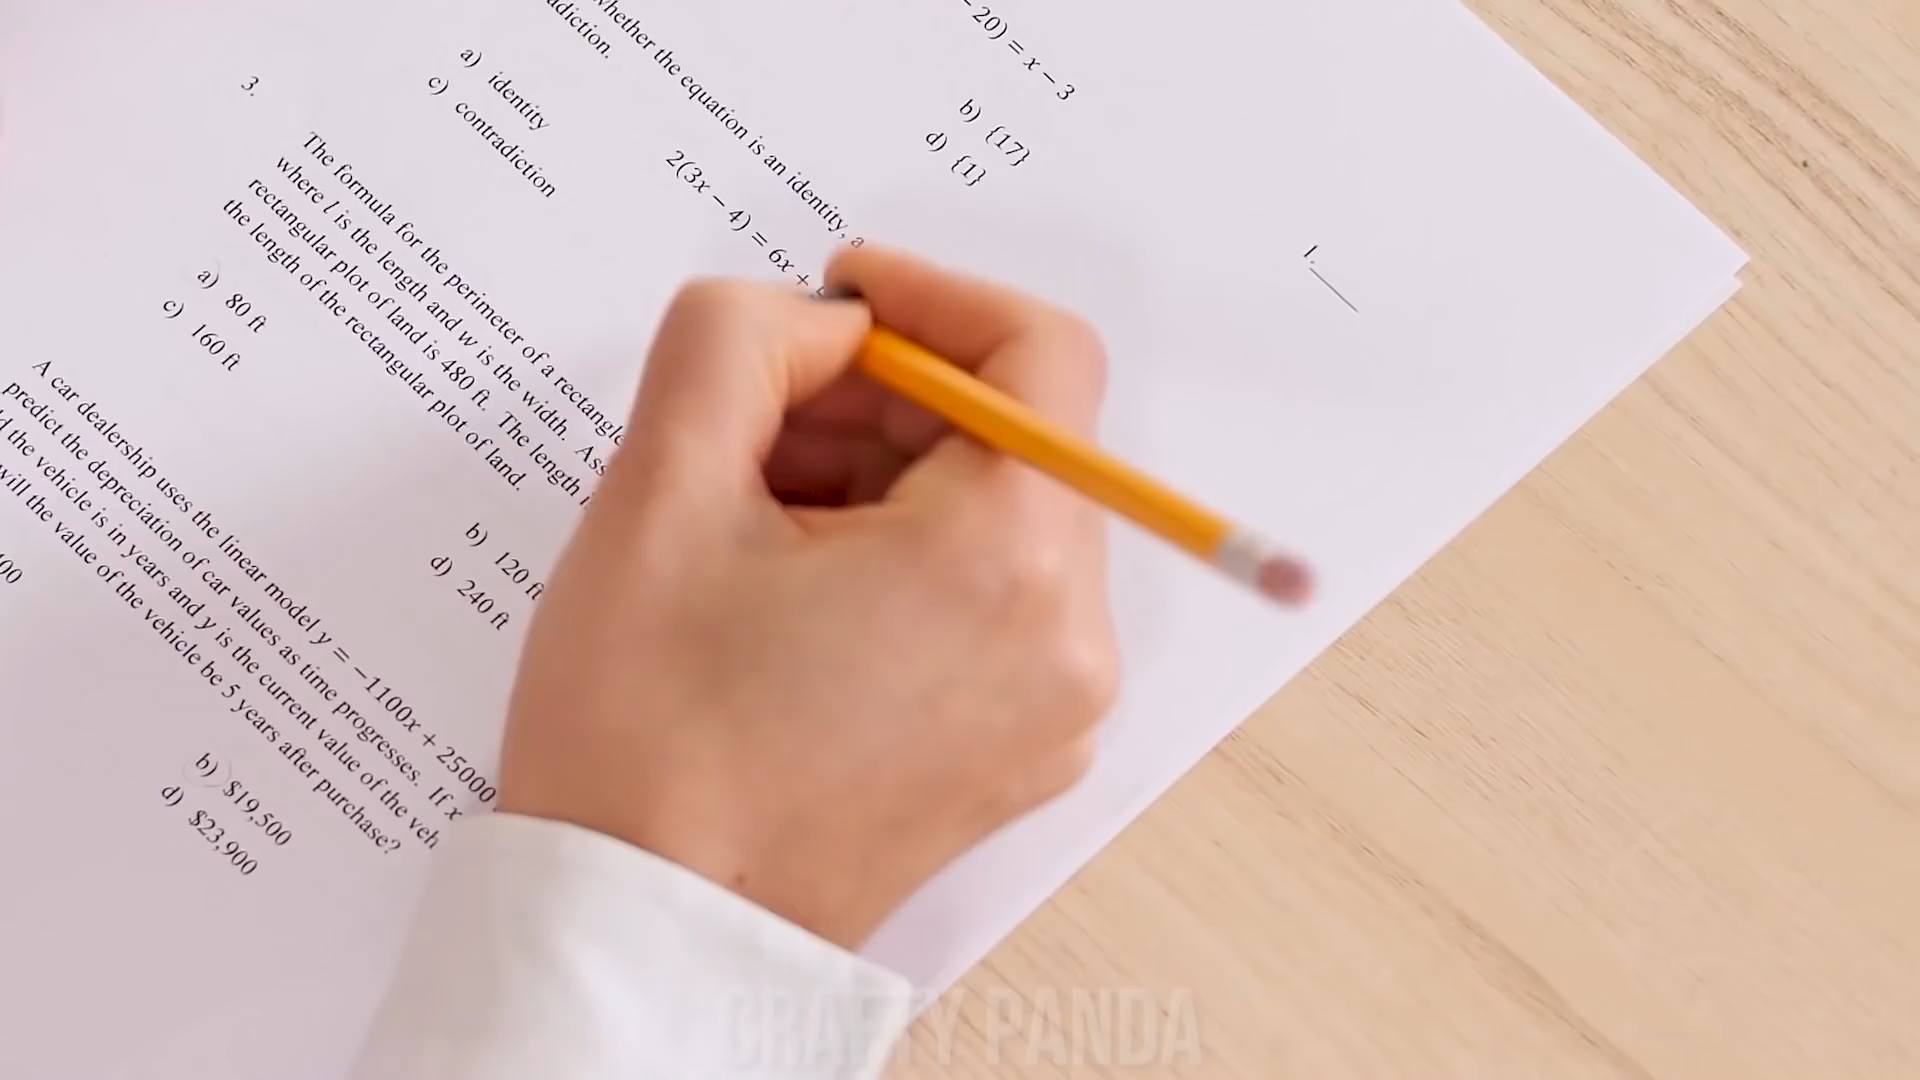 - 20) = x - 3
b) {17}
d) {1}
1.
whether the equation is an identity, a
adiction.
2(3x - 4) = 6x +
a) identity
c) contradiction
3.
The formula for the perimeter of a rectangle
where l is the length and w is the width. Ass
rectangular plot of land is 480 ft. The length
the length of the rectangular plot of land.
a) 80 ft
b) 120 ft
c) 160 ft
d) 240 ft
A car dealership uses the linear model y = -1100x + 25000
predict the depreciation of car values as time progresses. If x
d the vehicle is in years and y is the current value of the veh
will the value of the vehicle be 5 years after purchase?
00
b) $19,500
d) $23,900
CRAFTY PANDA